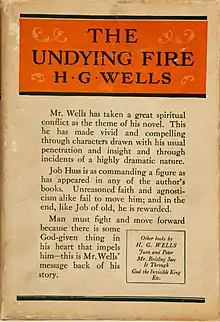 THE
UNDYING FIRE
H·G·WELLS
Mr. Wells has taken a great spiritual
conflict as the theme of his novel. This
he has made vivid and compelling
through characters drawn with his usual
penetration and insight and through
incidents of a highly dramatic nature.
Job Huss is as commanding a figure as
has appeared in any of the author's
books. Unreasoned faith and agnosti-
cism alike fail to move him; and in the
end, like Job of old, he is rewarded.
Man must fight and move forward
because there is some
God-given thing in
his heart that impels
him—this is Mr. Wells'
message back of his
story.
Other books by
H. G. WELLS
Joan and Peter
Mr. Britling Sees
It Through
God the Invisible King
Etc.